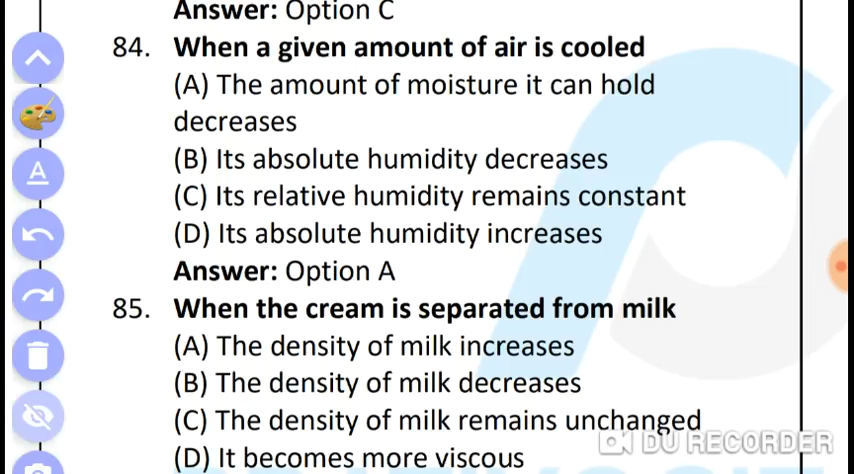 Answer: Option C
84. When a given amount of air is cooled
(A) The amount of moisture it can hold
decreases
(B) Its absolute humidity decreases
(C) Its relative humidity remains constant
(D) Its absolute humidity increases
Answer: Option A
85. When the cream is separated from milk
(A) The density of milk increases
(B) The density of milk decreases
(C) The density of milk remains unchanged
DU RECORDER
(D) It becomes more viscous
A